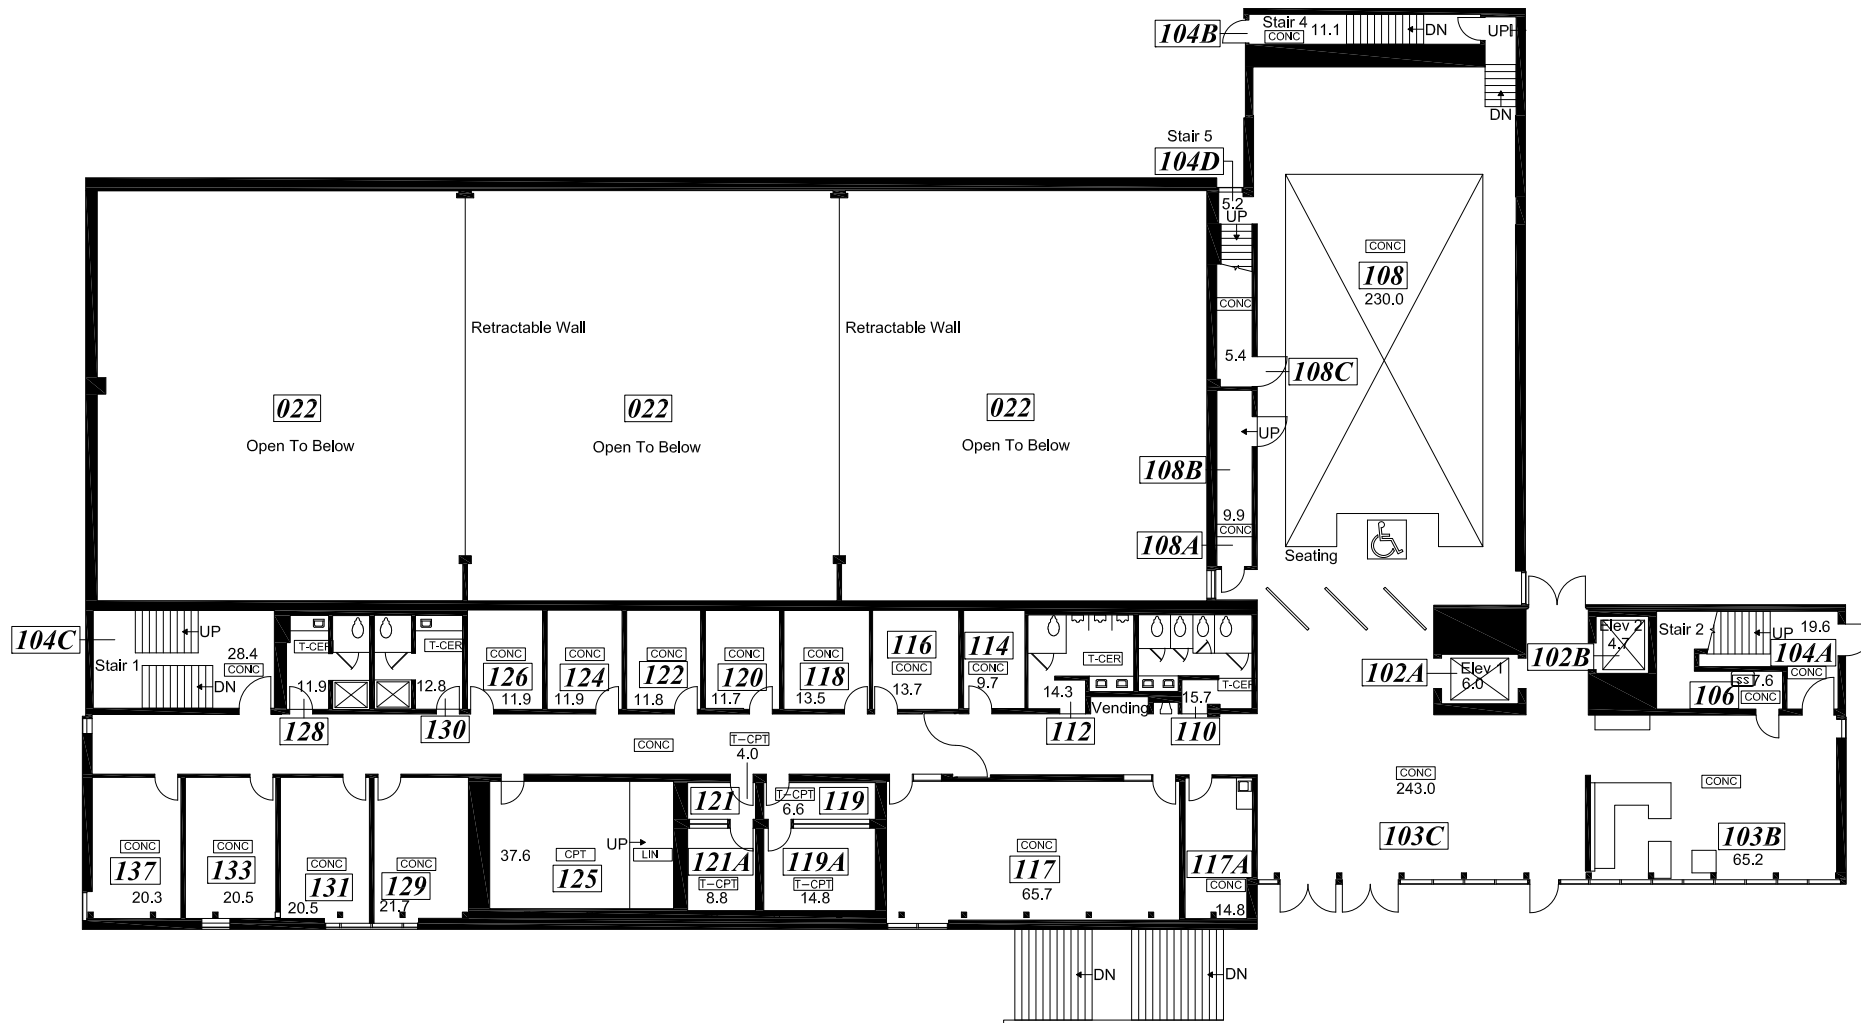 Stair 4
104B
CONC
11.1
DN
UP
DN
Stair 5
104D
5.2
UP
CONC
108
230.0
CONC
Retractable Wall
Retractable Wall
5.4
108C
022
022
022
UP
Open To Below
Open To Below
Open To Below
108B
9.9
CONC
108A
Seating
104C
UP
Stair 1
28.4
CONC
DN
T-CER
11.9
128
T-CER
12.8
130
CONC
126
11.9
CONC
124
11.9
CONC
122
11.8
CONC
120
11.7
CONC
118
13.5
116
CONC
13.7
114
CONC
9.7
T-CER
14.3
112
Vending
15.7
T-CER
110
102A
Elev 1
6.0
102B
Elev 2
4.7
Stair 2
UP
19.6
104A
CONC
SS
7.6
106
CONC
CONC
T-CPT
4.0
CONC
243.0
103C
CONC
103B
65.2
CONC
137
20.3
CONC
133
20.5
CONC
131
20.5
CONC
129
21.7
37.6
CPT
125
UP
LIN
121
121A
T-CPT
8.8
T-CPT
6.6
119
119A
T-CPT
14.8
CONC
117
65.7
117A
CONC
14.8
DN
DN